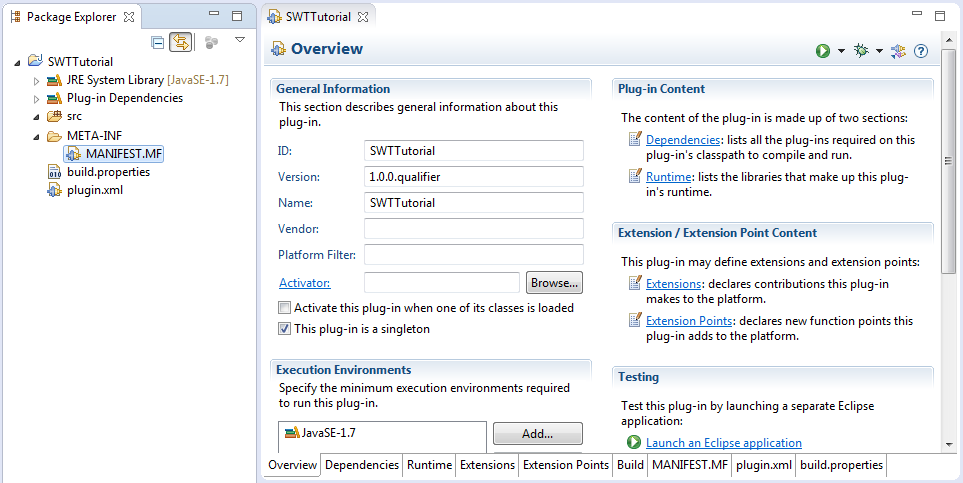 Package Explorer
SWTTutorial
JRE System Library [JavaSE-1.7]
Plug-in Dependencies
src
META-INF
MANIFEST.MF
build.properties
plugin.xml
SWTTutorial
Overview
General Information
This section describes general information about this
plug-in.
ID: SWTTutorial
Version: 1.0.0.qualifier
Name: SWTTutorial
Vendor:
Platform Filter:
Activator: Browse...
Activate this plug-in when one of its classes is loaded
This plug-in is a singleton
Execution Environments
Specify the minimum execution environments required
to run this plug-in.
JavaSE-1.7 Add...
Plug-in Content
The content of the plug-in is made up of two sections:
Dependencies: lists all the plug-ins required on this
plug-in's classpath to compile and run.
Runtime: lists the libraries that make up this plug-
in's runtime.
Extension / Extension Point Content
This plug-in may define extensions and extension points:
Extensions: declares contributions this plug-in
makes to the platform.
Extension Points: declares new function points this
plug-in adds to the platform.
Testing
Test this plug-in by launching a separate Eclipse
application:
Launch an Eclipse application
Overview Dependencies Runtime Extensions Extension Points Build MANIFEST.MF plugin.xml build.properties